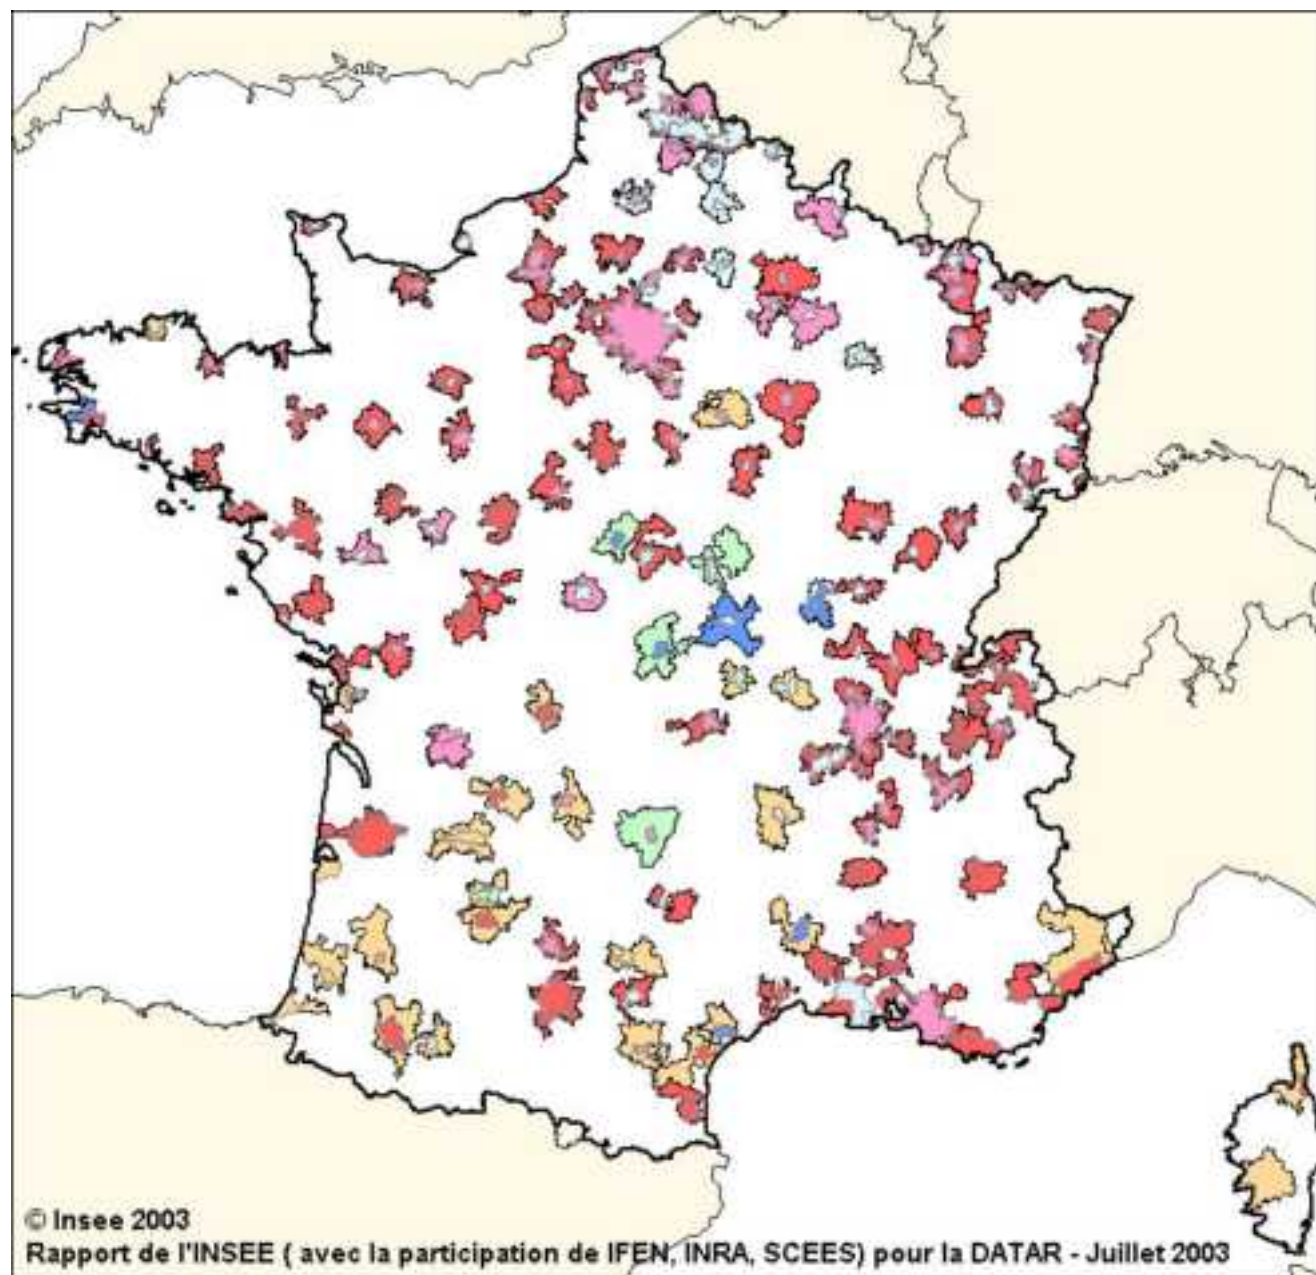 © Insee 2003
Rapport de l'INSEE ( avec la participation de IFEN, INRA, SCEES) pour la DATAR - Juillet 2003